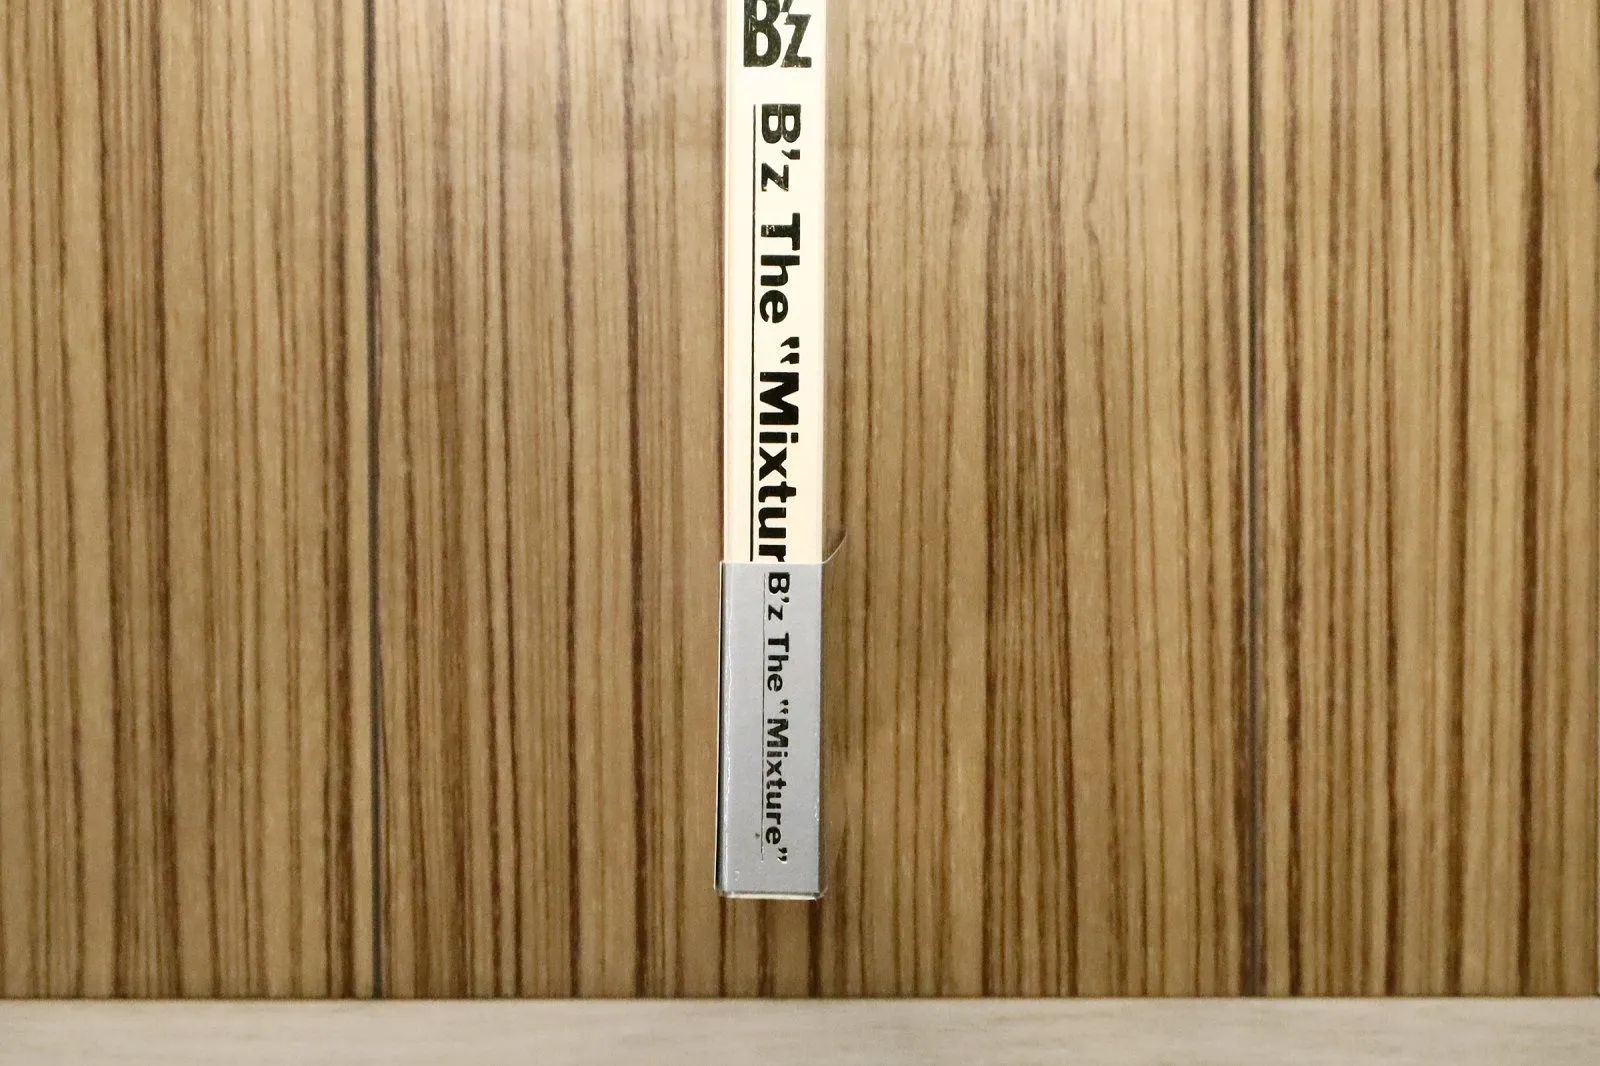 B'z
B'z The "Mixtur
B'z The "Mixture"